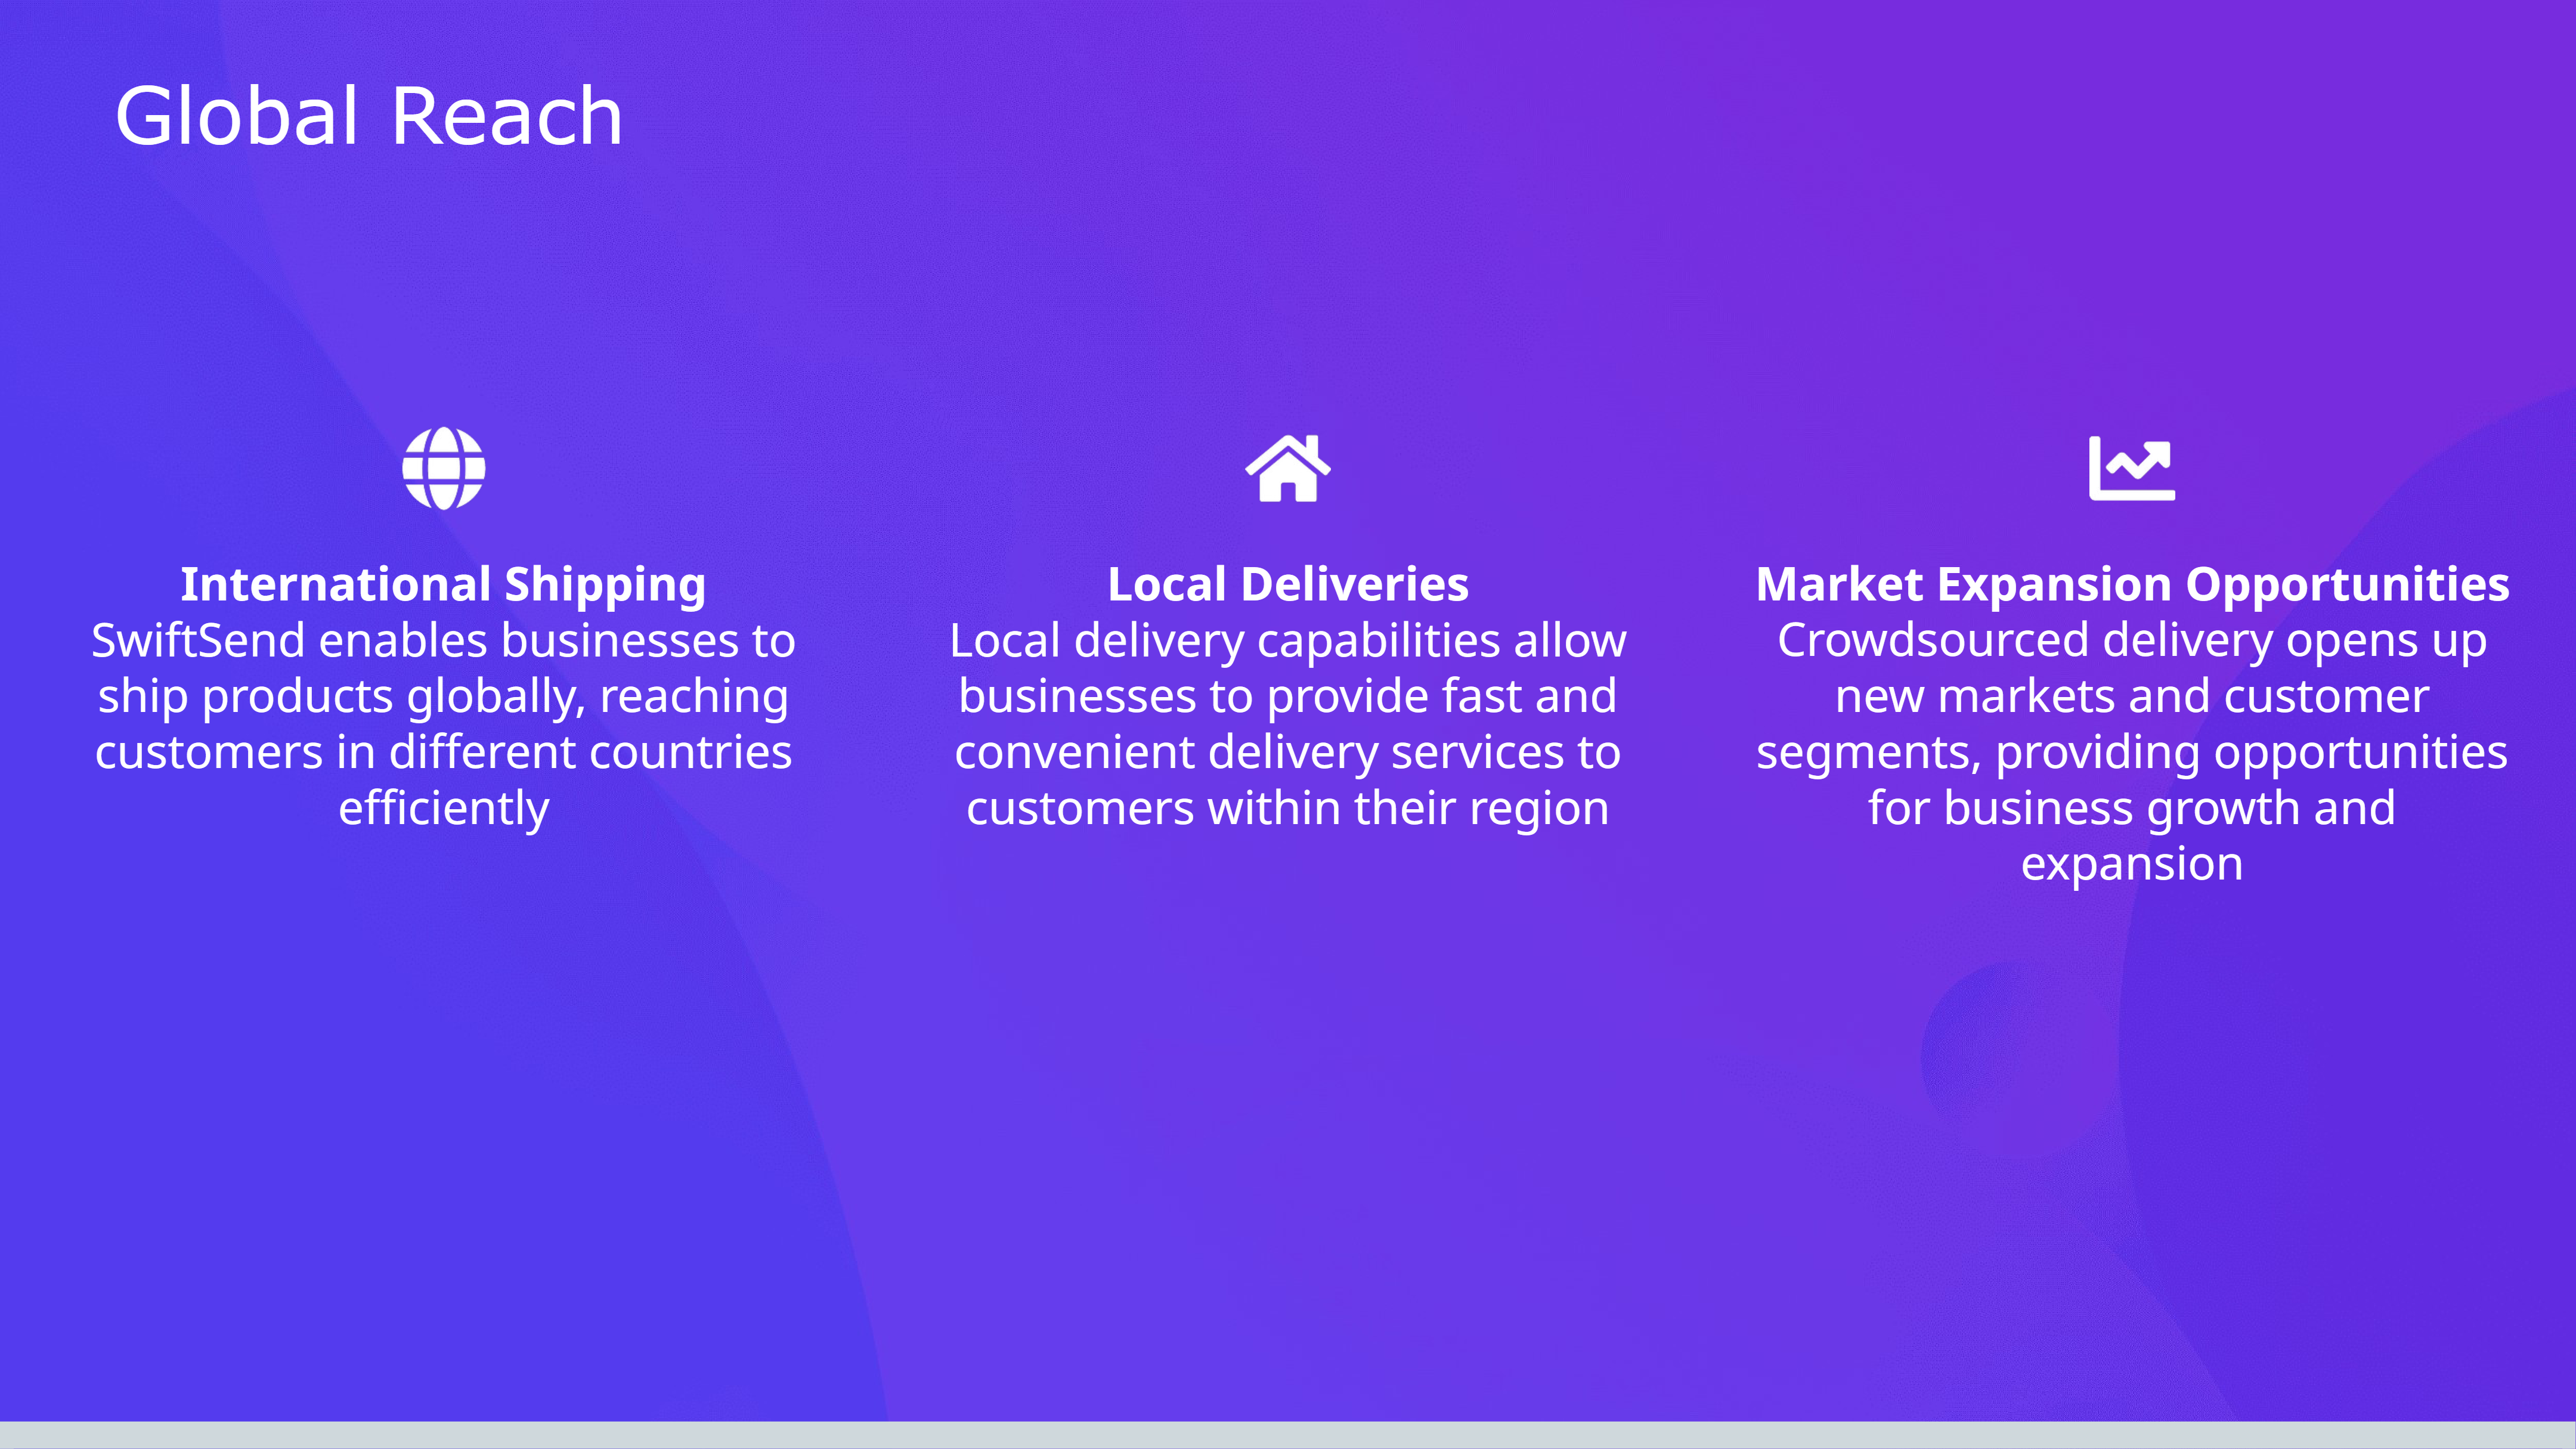 Global Reach
International Shipping
SwiftSend enables businesses to
ship products globally, reaching
customers in different countries
efficiently
Local Deliveries
Local delivery capabilities allow
businesses to provide fast and
convenient delivery services to
customers within their region
Market Expansion Opportunities
Crowdsourced delivery opens up
new markets and customer
segments, providing opportunities
for business growth and
expansion